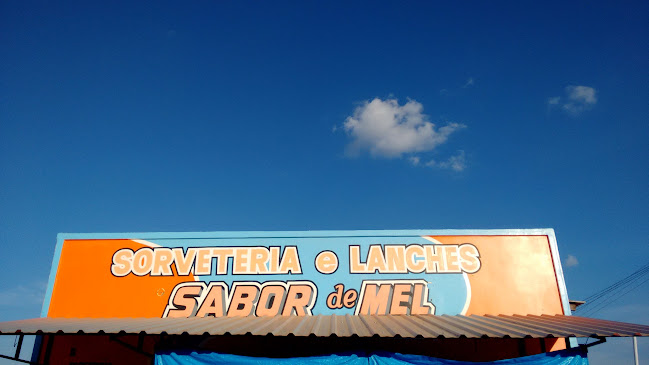 SORVETERIA e LANCHES
SABOR de MEL